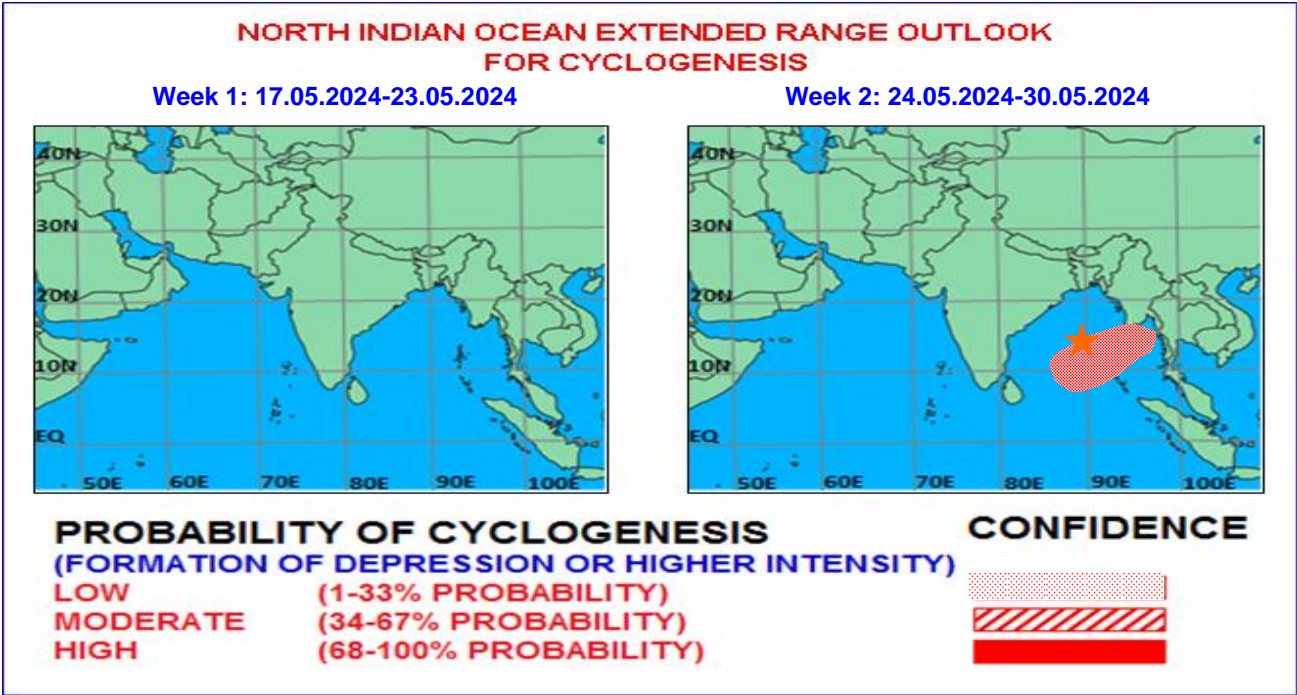 NORTH INDIAN OCEAN EXTENDED RANGE OUTLOOK
FOR CYCLOGENESIS
Week 1: 17.05.2024-23.05.2024
Week 2: 24.05.2024-30.05.2024
40N
30N
20N
10N
EQ
50E 60E 70E 80E 90E 100E
40N
30N
20N
10N
EQ
50E 60E 70E 80E 90E 100E
PROBABILITY OF CYCLOGENESIS
(FORMATION OF DEPRESSION OR HIGHER INTENSITY)
LOW (1-33% PROBABILITY)
MODERATE (34-67% PROBABILITY)
HIGH (68-100% PROBABILITY)
CONFIDENCE